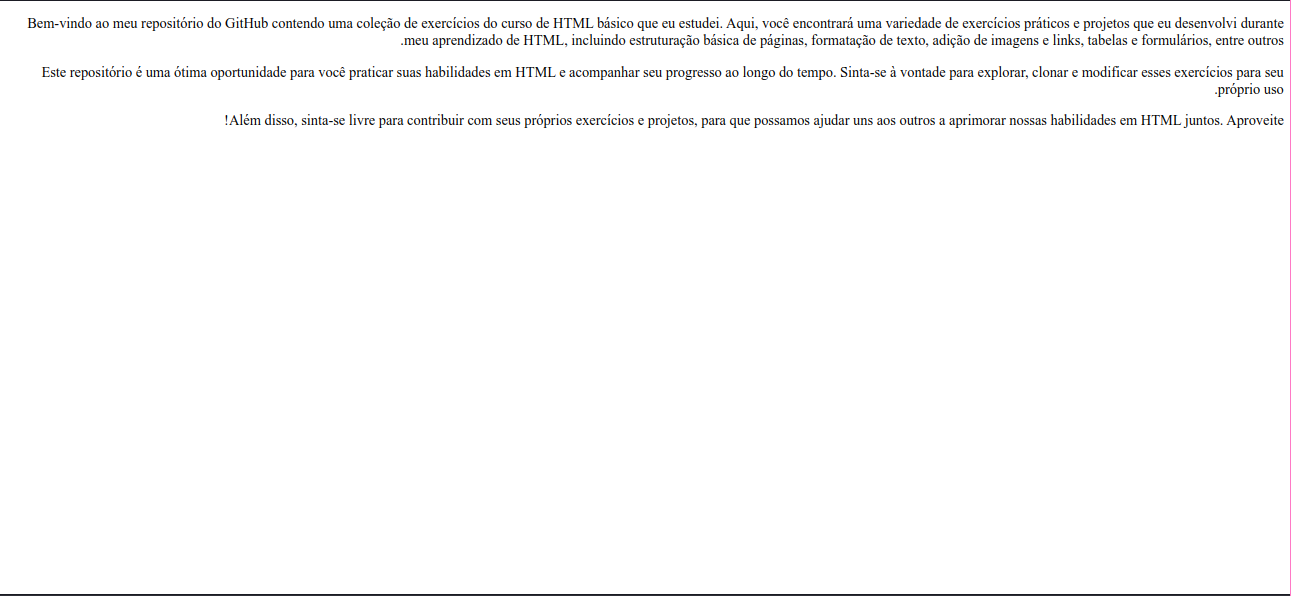 Bem-vindo ao meu repositório do GitHub contendo uma coleção de exercícios do curso de HTML básico que eu estudei. Aqui, você encontrará uma variedade de exercícios práticos e projetos que eu desenvolvi durante
.meu aprendizado de HTML, incluindo estruturação básica de páginas, formatação de texto, adição de imagens e links, tabelas e formulários, entre outros
Este repositório é uma ótima oportunidade para você praticar suas habilidades em HTML e acompanhar seu progresso ao longo do tempo. Sinta-se à vontade para explorar, clonar e modificar esses exercícios para seu
.próprio uso
!Além disso, sinta-se livre para contribuir com seus próprios exercícios e projetos, para que possamos ajudar uns aos outros a aprimorar nossas habilidades em HTML juntos. Aproveite